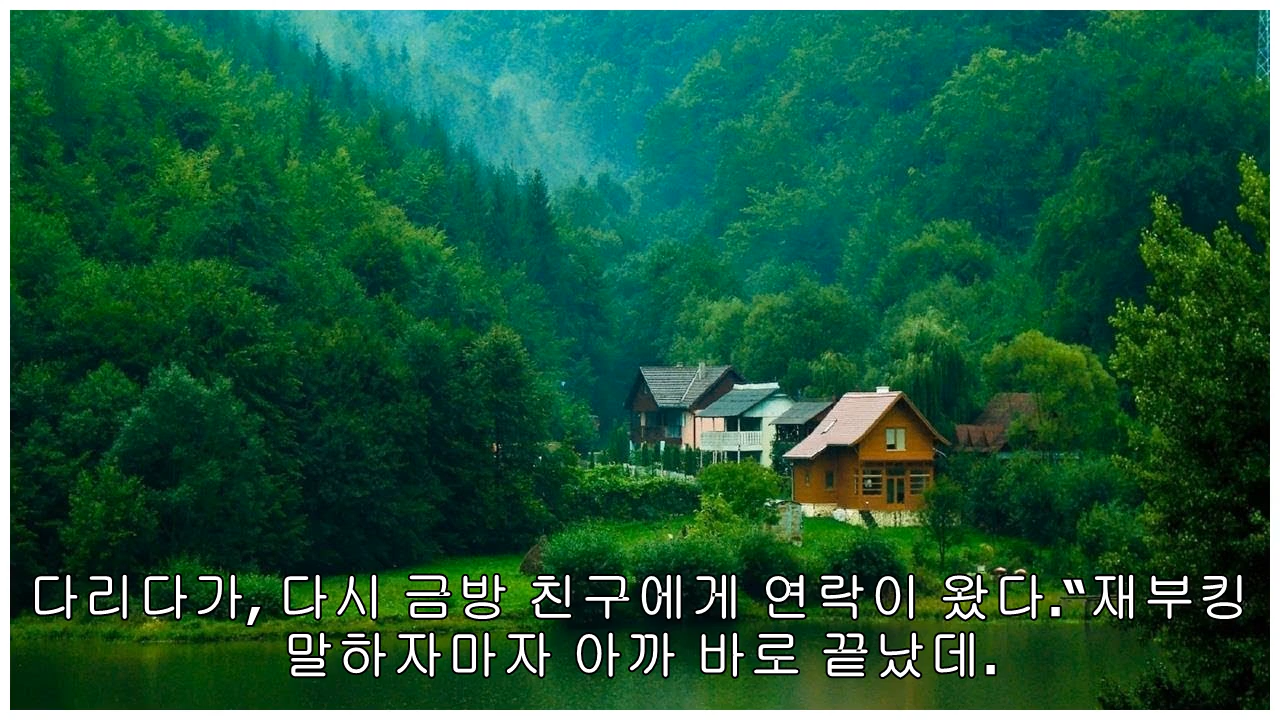 다리다가, 다시 금방 친구에게 연락이 왔다.“재부킹
말하자마자 아까 바로 끝났데.